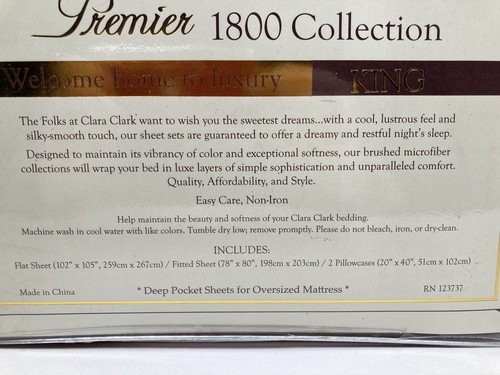 Premier 1800 Collection
Welcome home to luxury KING
The Folks at Clara Clark want to wish you the sweetest dreams...with a cool, lustrous feel and
silky-smooth touch, our sheet sets are guaranteed to offer a dreamy and restful night's sleep.
Designed to maintain its vibrancy of color and exceptional softness, our brushed microfiber
collections will wrap your bed in luxe layers of simple sophistication and unparalleled comfort.
Quality, Affordability, and Style.
Easy Care, Non-Iron
Help maintain the beauty and softness of your Clara Clark bedding.
Machine wash in cool water with like colors. Tumble dry low; remove promptly. Please do not bleach, iron, or dry-clean.
INCLUDES:
Flat Sheet (102" x 105", 259cm x 267cm) / Fitted Sheet (78" x 80", 198cm x 203cm) / 2 Pillowcases (20" x 40", 51cm x 102cm)
Made in China * Deep Pocket Sheets for Oversized Mattress * RN 123737